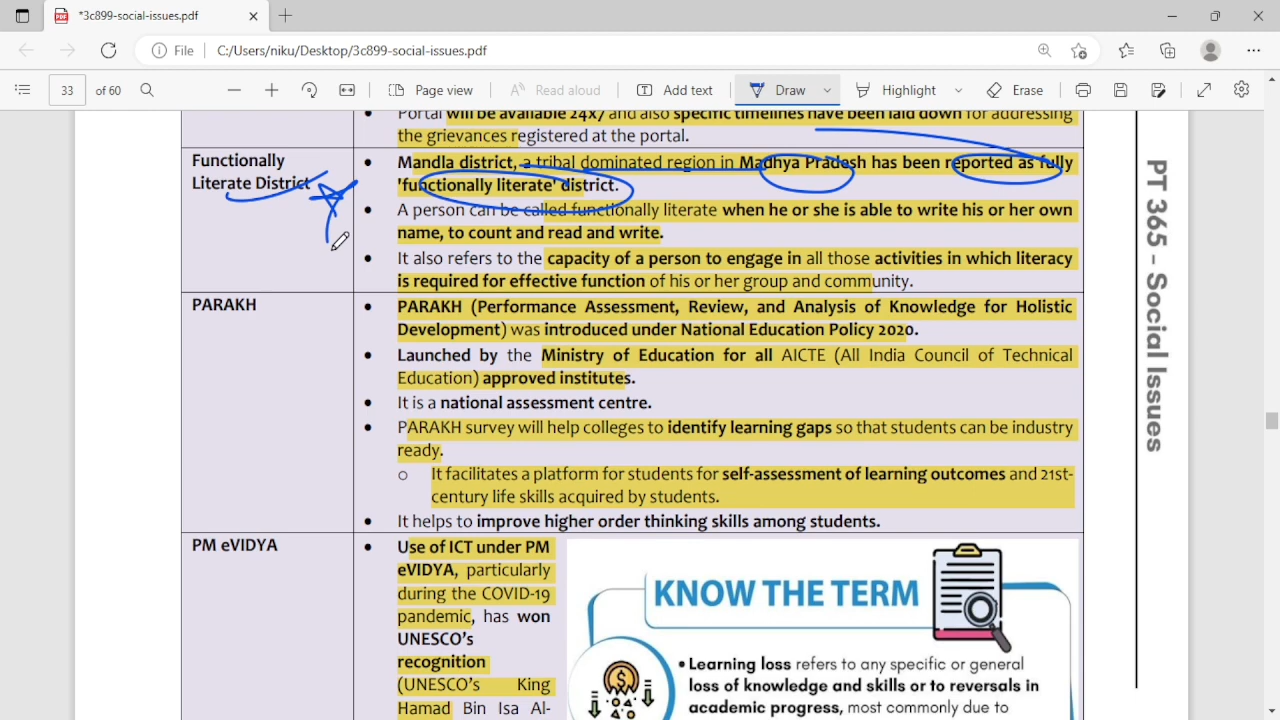 *3c899-social-issues.pdf
File
C:/Users/niku/Desktop/3c899-social-issues.pdf
33 of 60
Page view
Read aloud
Add text
Draw
Highlight
Erase
• Portal will be available 24x7 and also specific timelines have been laid down for addressing
the grievances registered at the portal.
Functionally
Literate District
• Mandla district, a tribal dominated region in Madhya Pradesh has been reported as fully
'functionally literate' district.
• A person can be called functionally literate when he or she is able to write his or her own
name, to count and read and write.
• It also refers to the capacity of a person to engage in all those activities in which literacy
is required for effective function of his or her group and community.
PARAKH
• PARAKH (Performance Assessment, Review, and Analysis of Knowledge for Holistic
Development) was introduced under National Education Policy 2020.
• Launched by the Ministry of Education for all AICTE (All India Council of Technical
Education) approved institutes.
• It is a national assessment centre.
• PARAKH survey will help colleges to identify learning gaps so that students can be industry
ready.
o It facilitates a platform for students for self-assessment of learning outcomes and 21st-
century life skills acquired by students.
• It helps to improve higher order thinking skills among students.
PM eVIDYA
• Use of ICT under PM
eVIDYA, particularly
during the COVID-19
pandemic, has won
UNESCO's
recognition
(UNESCO's King
Hamad Bin Isa Al-
KNOW THE TERM
• Learning loss refers to any specific or general
loss of knowledge and skills or to reversals in
academic progress, most commonly due to
PT 365 - Social Issues